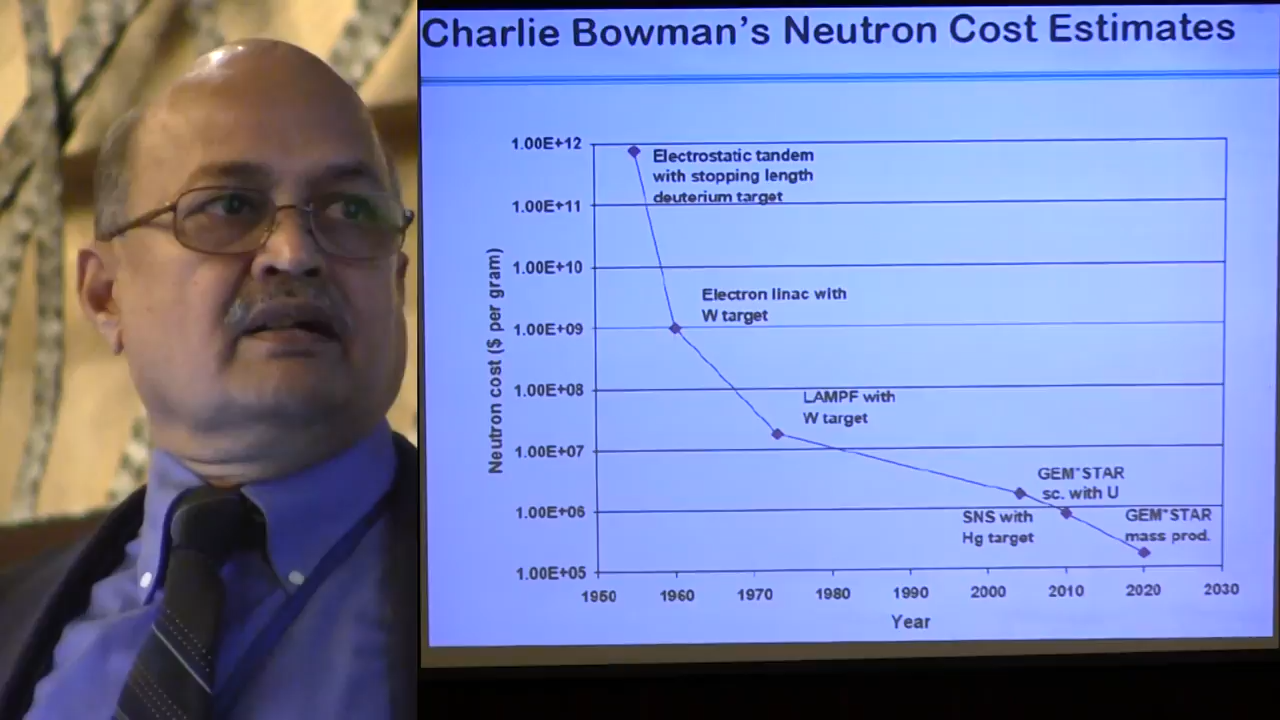 Charlie Bowman's Neutron Cost Estimates
1.00E+12
1.00E+11
1.00E+10
1.00E+09
1.00E+08
1.00E+07
1.00E+06
1.00E+05
Neutron cost ($ per gram)
Electrostatic tandem
with stopping length
deuterium target
Electron linac with
W target
LAMPF with
W target
GEM*STAR
sc. with U
SNS with
Hg target
GEM*STAR
mass prod.
1950 1960 1970 1980 1990 2000 2010 2020 2030
Year